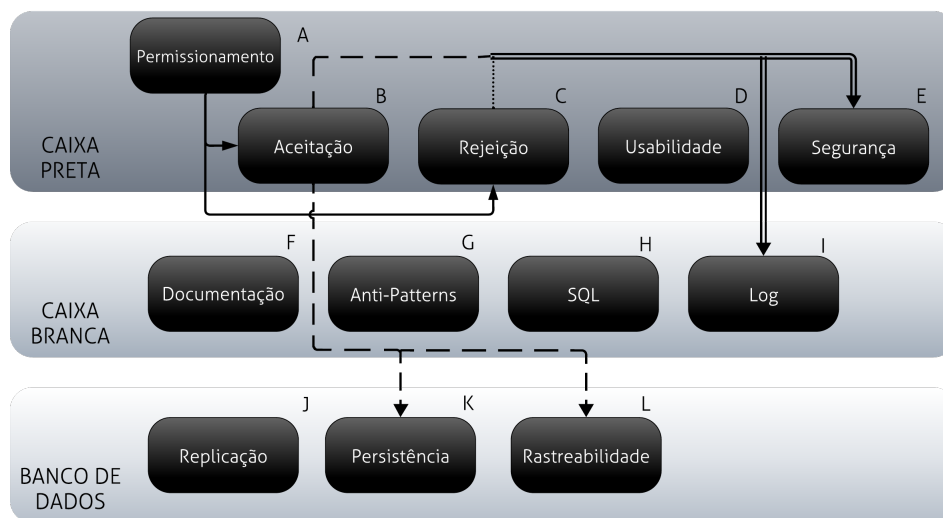 A
Permissionamento
B
C
D
E
CAIXA
PRETA
Aceitação
Rejeição
Usabilidade
Segurança
F
G
H
I
CAIXA
BRANCA
Documentação
Anti-Patterns
SQL
Log
J
K
L
BANCO DE
DADOS
Replicação
Persistência
Rastreabilidade